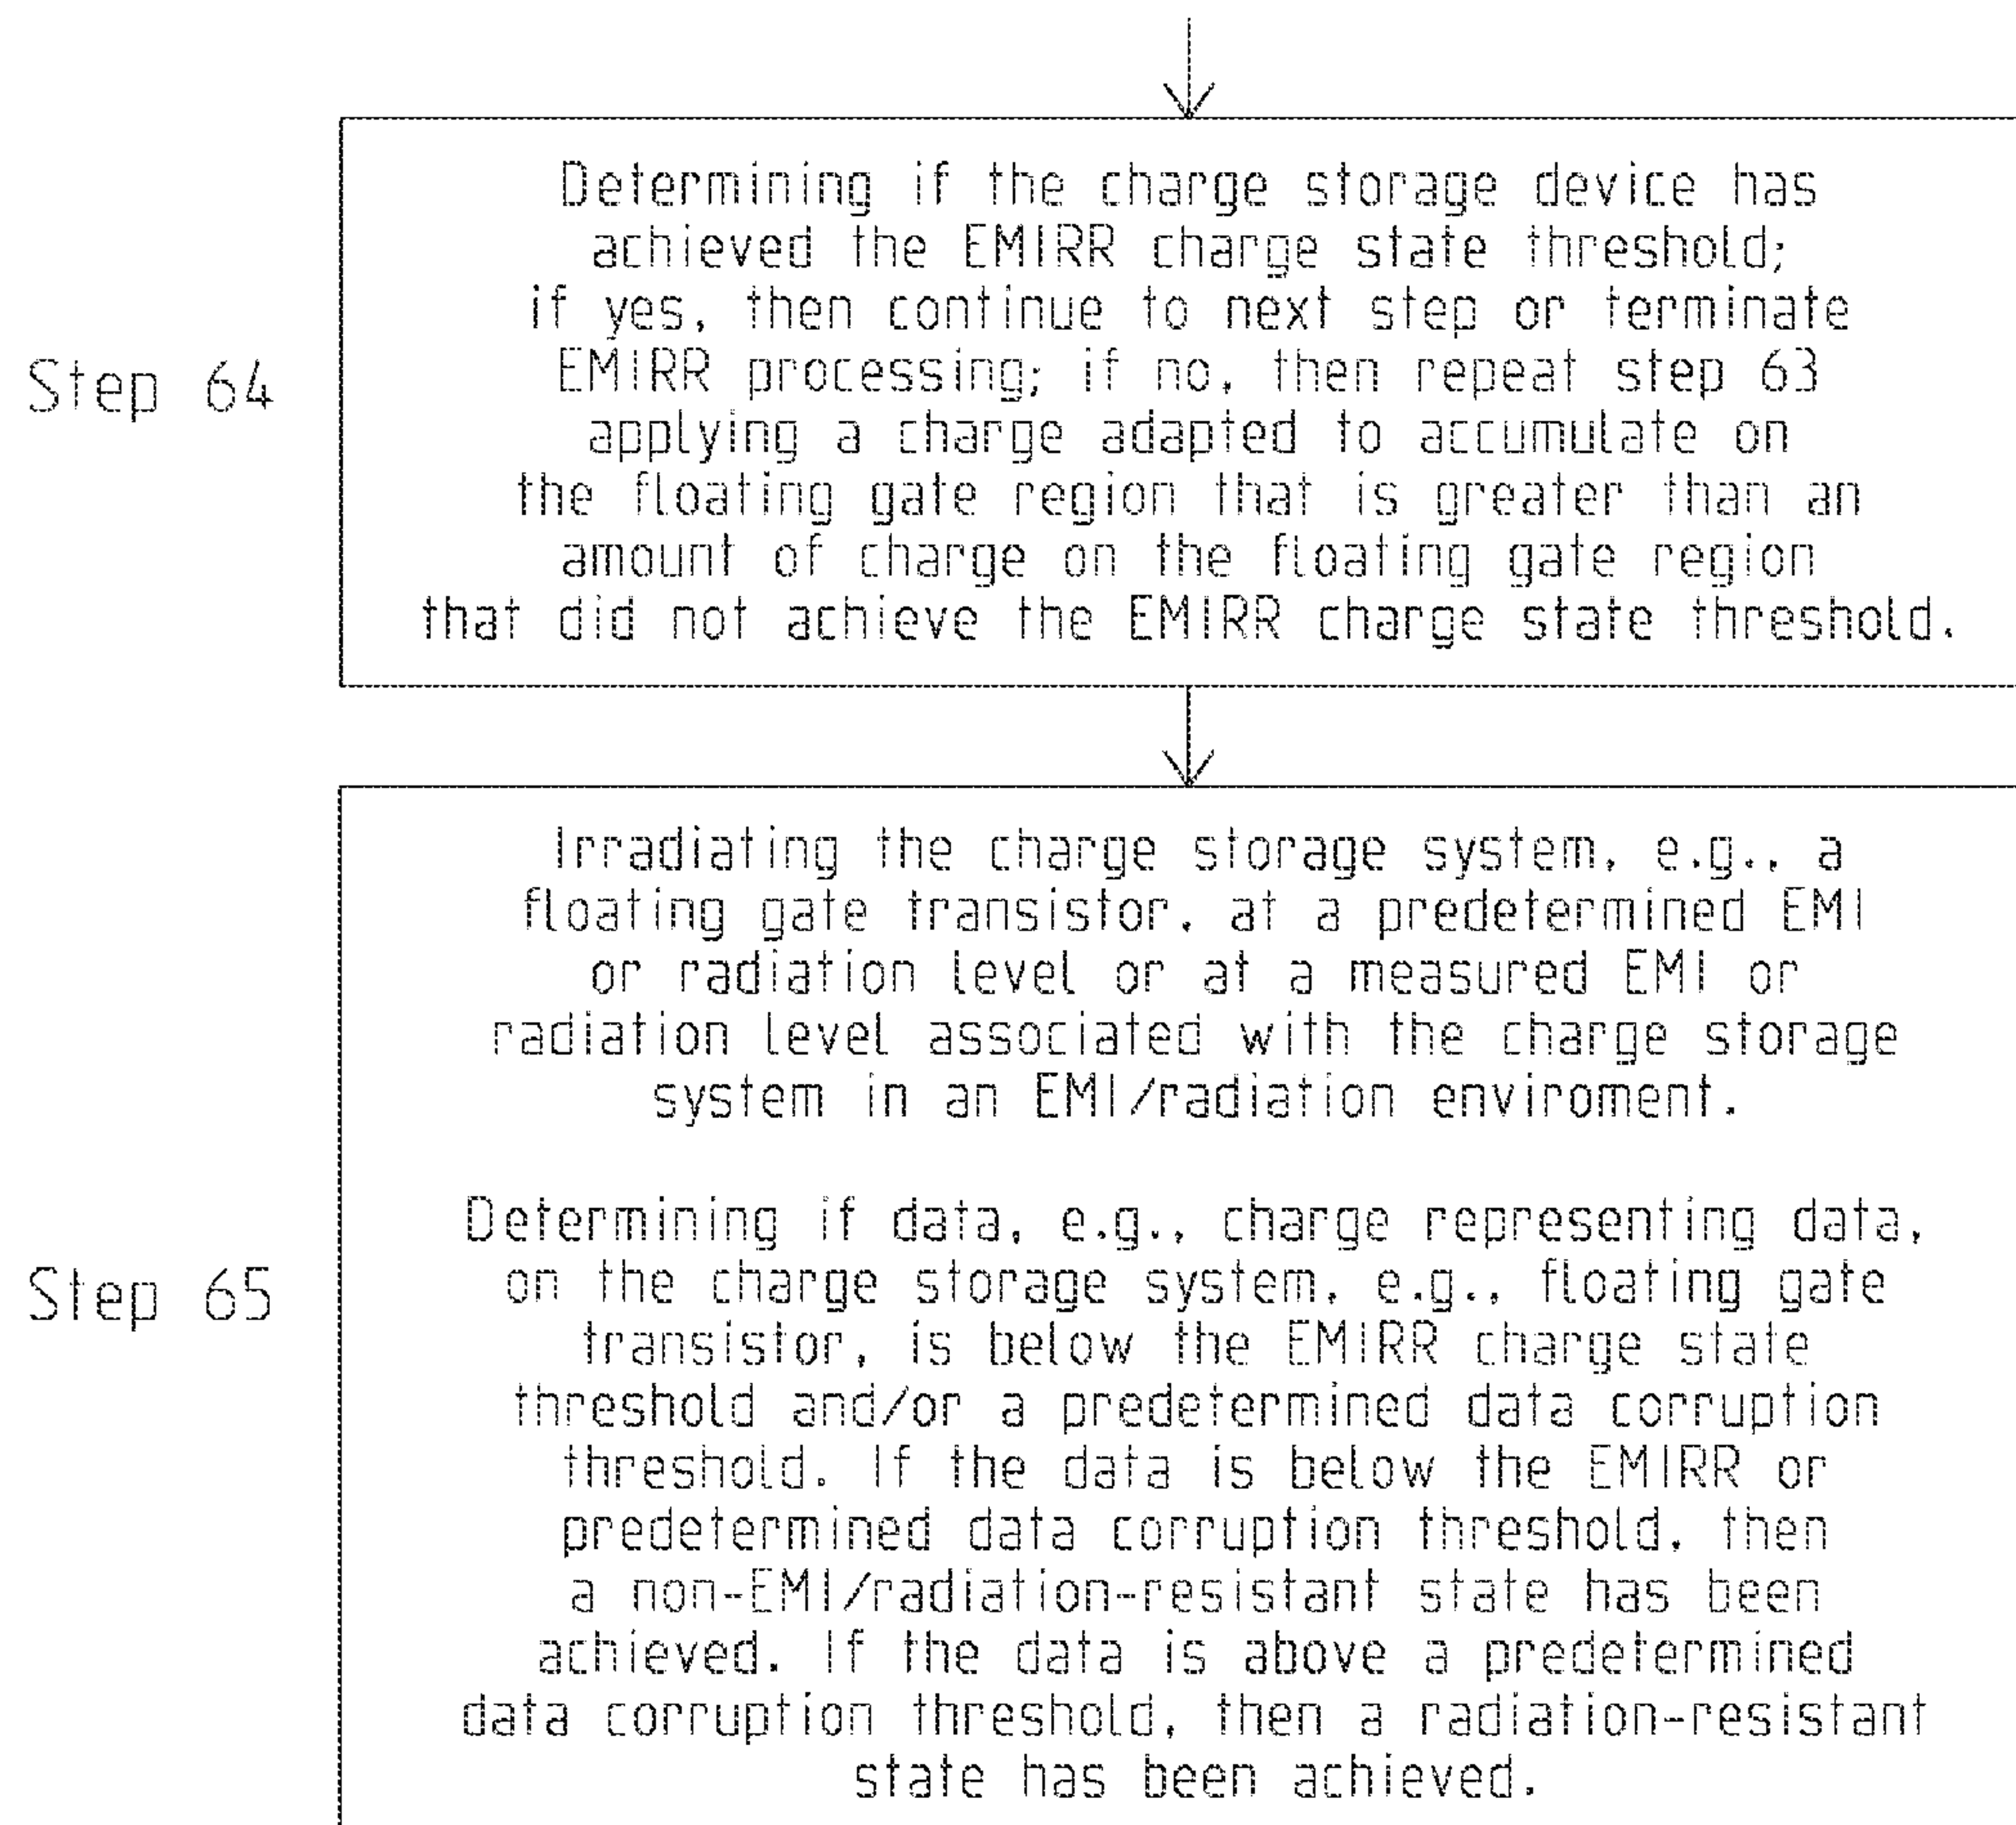 Determining if the charge storage device has
achieved the EMIRR charge state threshold;
if yes, then continue to next step or terminate
Step 64
EMIRR processing; if no, then repeat step 63
applying a charge adapted to accumulate on
the floating gate region that is greater than an
amount of charge on the floating gate region
that did not achieve the EMIRR charge state threshold.
Irradiating the charge storage system, e.g., a
floating gate transistor, at a predetermined EMI
or radiation level or at a measured EMI or
radiation level associated with the charge storage
system in an EMI/radiation enviroment.
Determining if data, e.g., charge representing data,
Step 65
on the charge storage system, e.g., floating gate
transistor, is below the EMIRR charge state
threshold and/or a predetermined data corruption
threshold. If the data is below the EMIRR or
predetermined data corruption threshold, then
a non-EMI/radiation-resistant state has been
achieved. If the data is above a predetermined
data corruption threshold, then a radiation-resistant
state has been achieved.